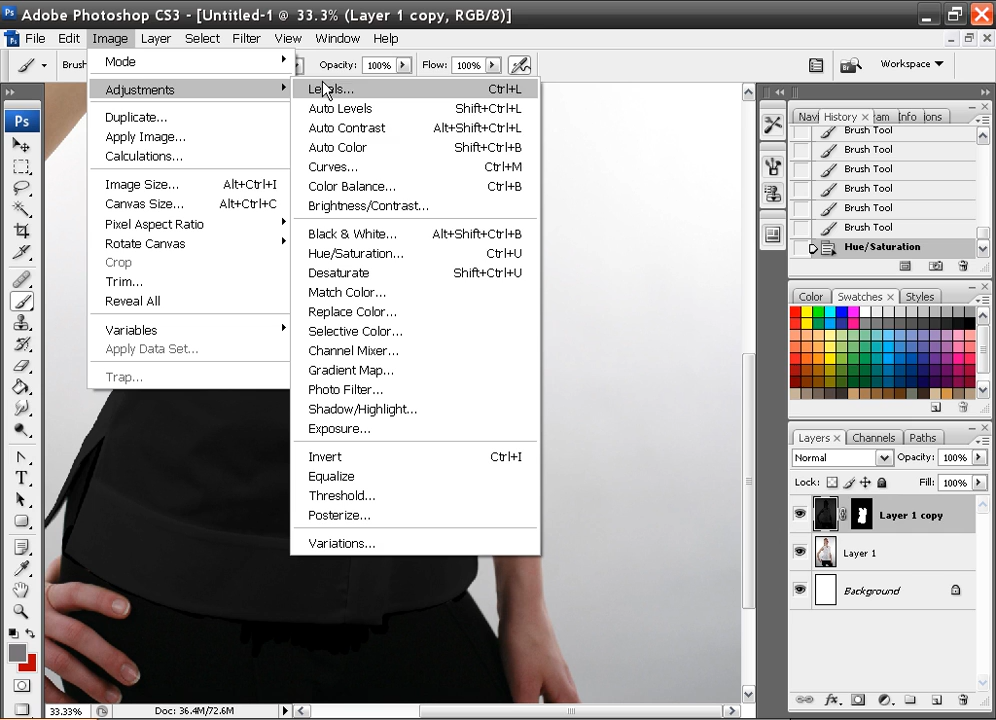 Adobe Photoshop CS3 - [Untitled-1 @ 33.3% (Layer 1 copy, RGB/8)]
File Edit Image Layer Select Filter View Window Help
Brush Opacity: 100% Flow: 100% Workspace
Mode
Adjustments
Duplicate...
Apply Image...
Calculations...
Image Size... Alt+Ctrl+I
Canvas Size... Alt+Ctrl+C
Pixel Aspect Ratio
Rotate Canvas
Crop
Trim...
Reveal All
Variables
Apply Data Set...
Trap...
Levels... Ctrl+L
Auto Levels Shift+Ctrl+L
Auto Contrast Alt+Shift+Ctrl+L
Auto Color Shift+Ctrl+B
Curves... Ctrl+M
Color Balance... Ctrl+B
Brightness/Contrast...
Black & White... Alt+Shift+Ctrl+B
Hue/Saturation... Ctrl+U
Desaturate Shift+Ctrl+U
Match Color...
Replace Color...
Selective Color...
Channel Mixer...
Gradient Map...
Photo Filter...
Shadow/Highlight...
Exposure...
Invert Ctrl+I
Equalize
Threshold...
Posterize...
Variations...
Ps
Navi History × am Info ions
Brush Tool
Brush Tool
Brush Tool
Brush Tool
Brush Tool
Brush Tool
Hue/Saturation
Color Swatches × Styles
Layers × Channels Paths
Normal Opacity: 100%
Lock: Fill: 100%
Layer 1 copy
Layer 1
Background
33.33% Doc: 36.4M/72.6M